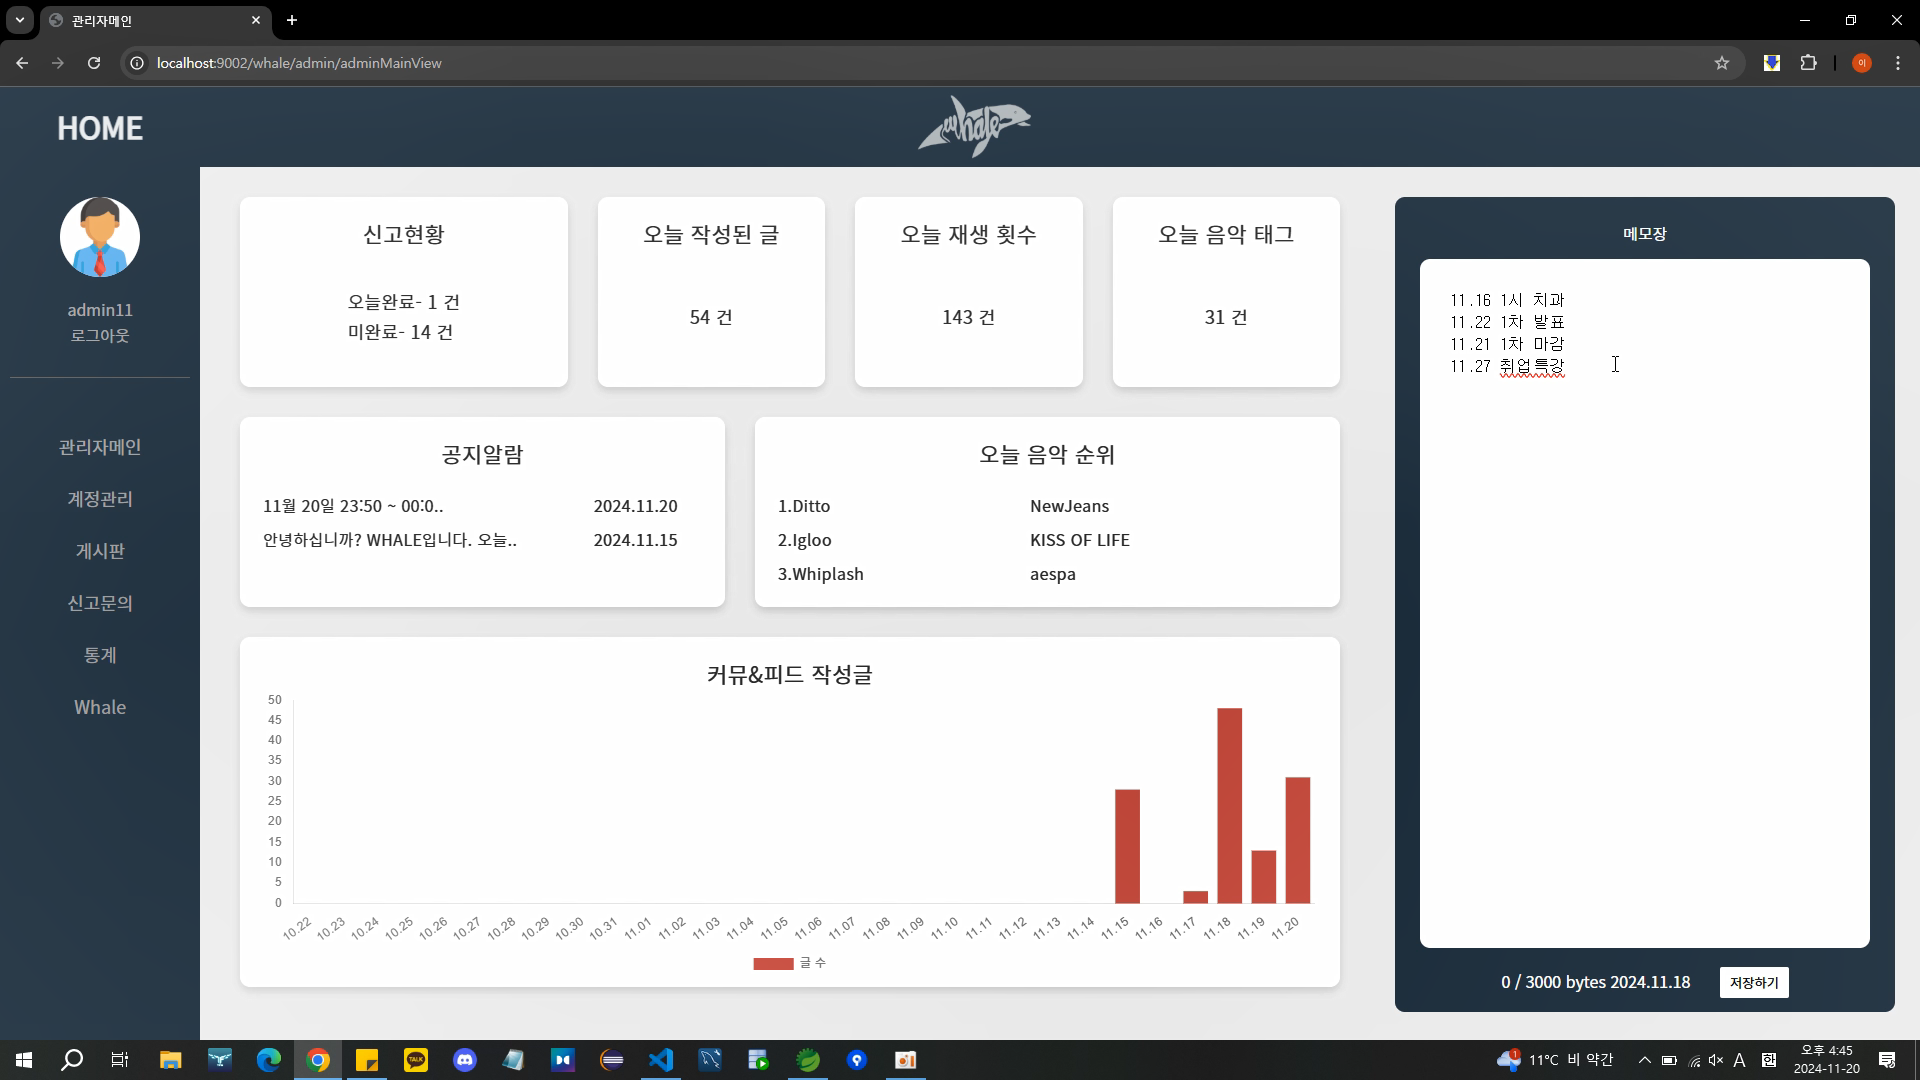 관리자메인
localhost:9002/whale/admin/adminMainView
이
HOME
whale
admin11
로그아웃
관리자메인
계정관리
게시판
신고문의
통계
Whale
신고현황
오늘완료- 1 건
미완료- 14 건
오늘 작성된 글
54 건
오늘 재생 횟수
143 건
오늘 음악 태그
31 건
공지알람
11월 20일 23:50 ~ 00:0.. 2024.11.20
안녕하십니까? WHALE입니다. 오늘.. 2024.11.15
오늘 음악 순위
1.Ditto NewJeans
2.Igloo KISS OF LIFE
3.Whiplash aespa
커뮤&피드 작성글
50
45
40
35
30
25
20
15
10
5
0
10.22 10.23 10.24 10.25 10.26 10.27 10.28 10.29 10.30 10.31 11.01 11.02 11.03 11.04 11.05 11.06 11.07 11.08 11.09 11.10 11.11 11.12 11.13 11.14 11.15 11.16 11.17 11.18 11.19 11.20
글 수
메모장
11.16 1시 치과
11.22 1차 발표
11.21 1차 마감
11.27 취업특강
0 / 3000 bytes 2024.11.18 저장하기
TALK
1
11°C 비 약간
A
한
오후 4:45
2024-11-20